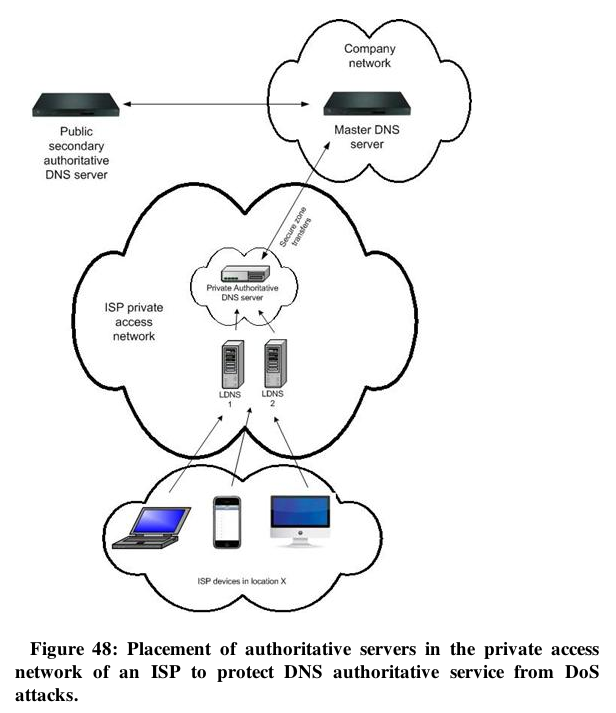 Company
network
Public
secondary
authoritative
DNS server
Master DNS
server
Secure zone
transfers
Private Authoritative
DNS server
ISP private
access
network
LDNS
1
LDNS
2
ISP devices in location X
Figure 48: Placement of authoritative servers in the private access
network of an ISP to protect DNS authoritative service from DoS
attacks.